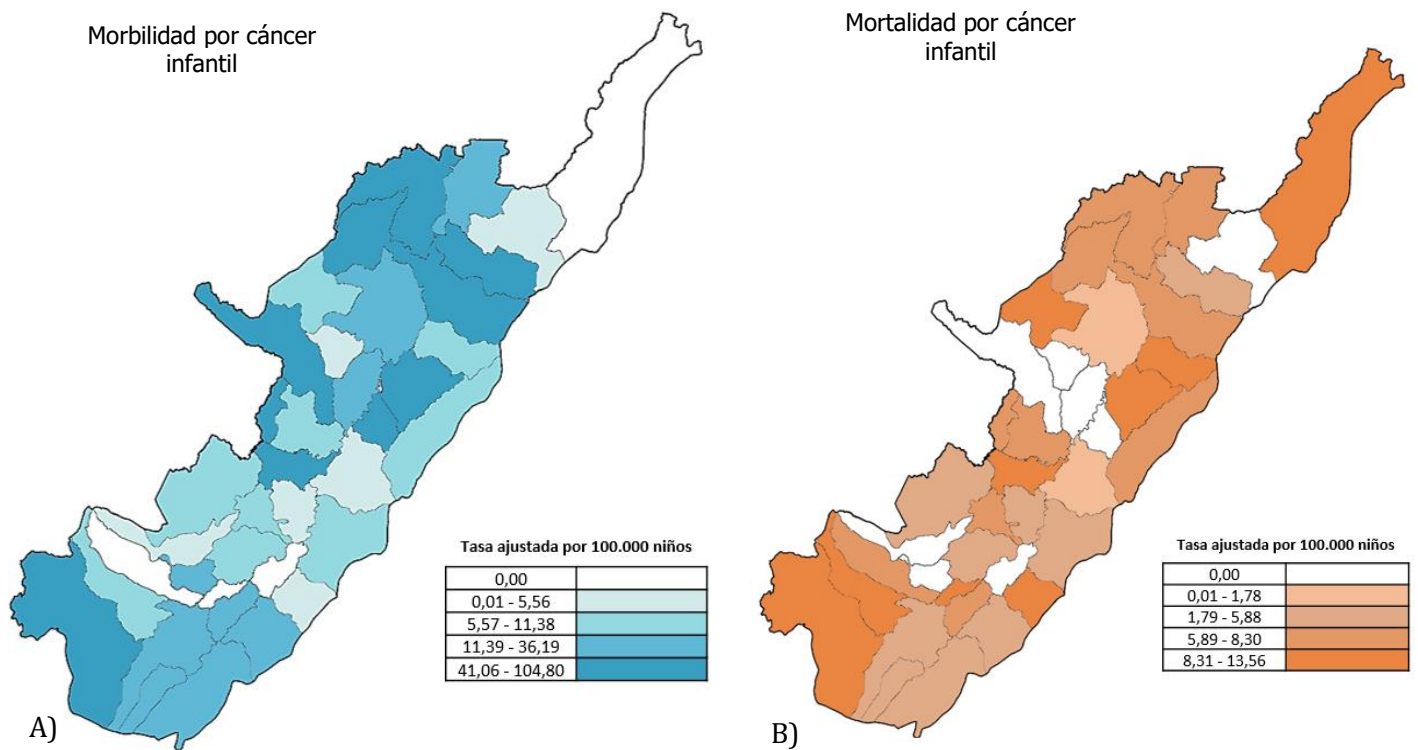 Morbilidad por cáncer
infantil
Tasa ajustada por 100.000 niños
0,00
0,01 - 5,56
5,57 - 11,38
11,39 - 36,19
41,06 - 104,80
A)
Mortalidad por cáncer
infantil
Tasa ajustada por 100.000 niños
0,00
0,01 - 1,78
1,79 - 5,88
5,89 - 8,30
8,31 - 13,56
B)